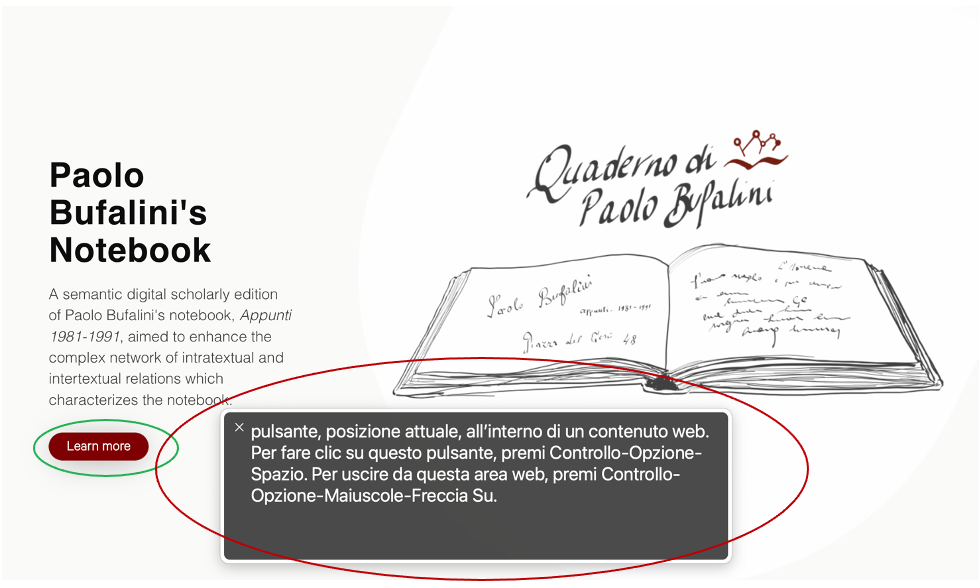 Quaderno di
Paolo Bufalini
Paolo
Bufalini's
Notebook
A semantic digital scholarly edition
of Paolo Bufalini's notebook, Appunti
1981-1991, aimed to enhance the
complex network of intratextual and
intertextual relations which
characterizes the notebook.
Learn more
Paolo Bufalini
Appunti. 1981-1991
Piazza del Gesù 48
× pulsante, posizione attuale, all'interno di un contenuto web.
Per fare clic su questo pulsante, premi Controllo-Opzione-
Spazio. Per uscire da questa area web, premi Controllo-
Opzione-Maiuscole-Freccia Su.